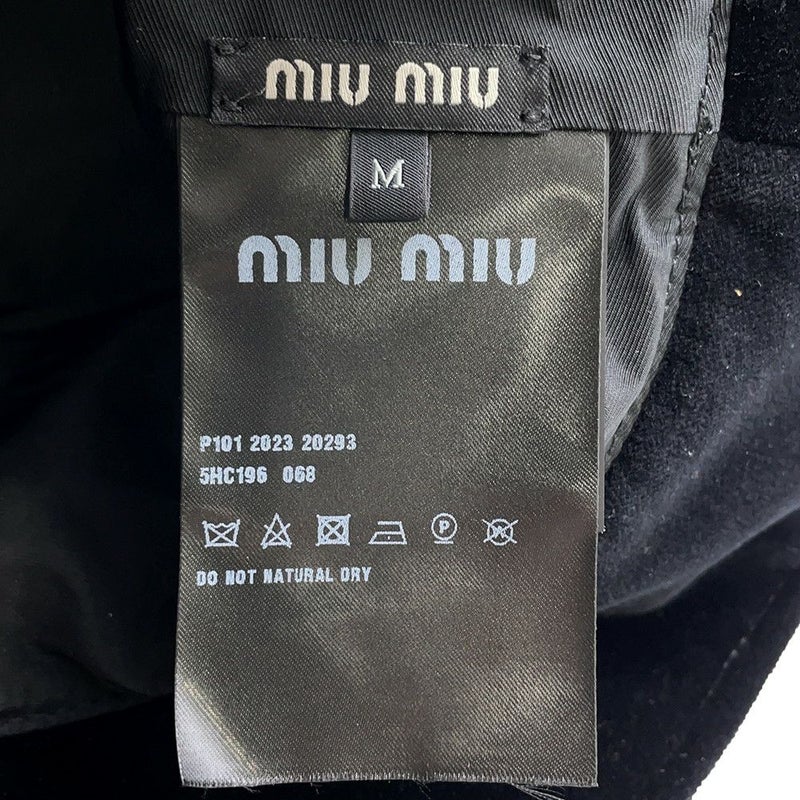 miu miu
M
miu miu
P101 2023 20293
5HC196 068
P
DO NOT NATURAL DRY